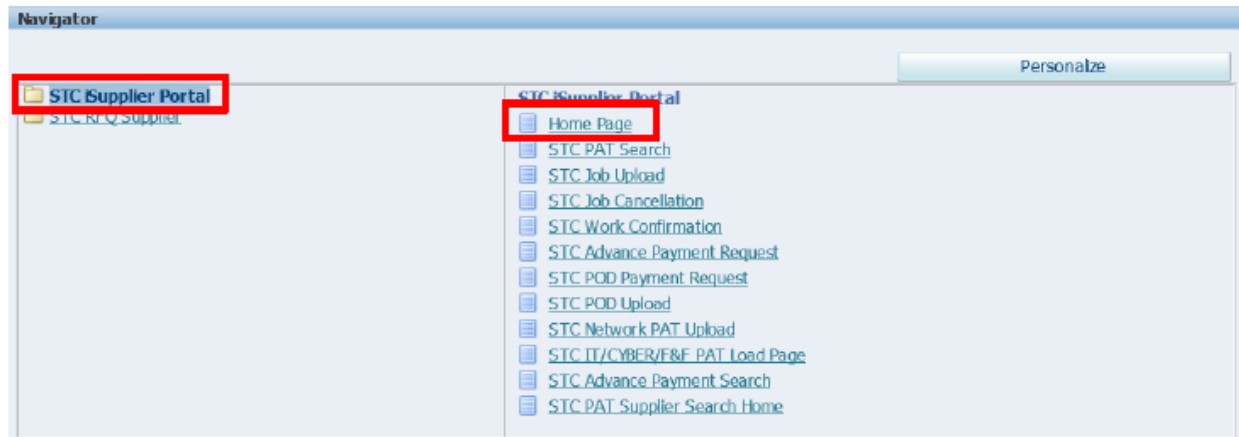 Navigator
Personalize
STC iSupplier Portal
STC RFQ Supplier
STC iSupplier Portal
Home Page
STC PAT Search
STC Job Upload
STC Job Cancellation
STC Work Confirmation
STC Advance Payment Request
STC POD Payment Request
STC POD Upload
STC Network PAT Upload
STC IT/CYBER/F&F PAT Load Page
STC Advance Payment Search
STC PAT Supplier Search Home